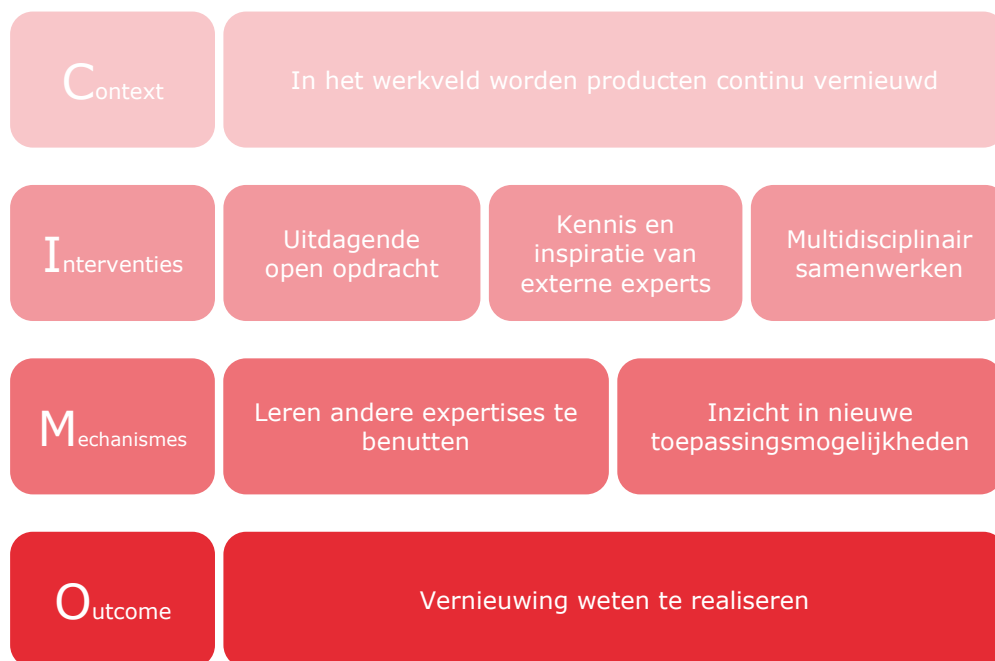 Context
In het werkveld worden producten continu vernieuwd
Interventies
Uitdagende
open opdracht
Kennis en
inspiratie van
externe experts
Multidisciplinair
samenwerken
Mechanismes
Leren andere expertises te
benutten
Inzicht in nieuwe
toepassingsmogelijkheden
Outcome
Vernieuwing weten te realiseren